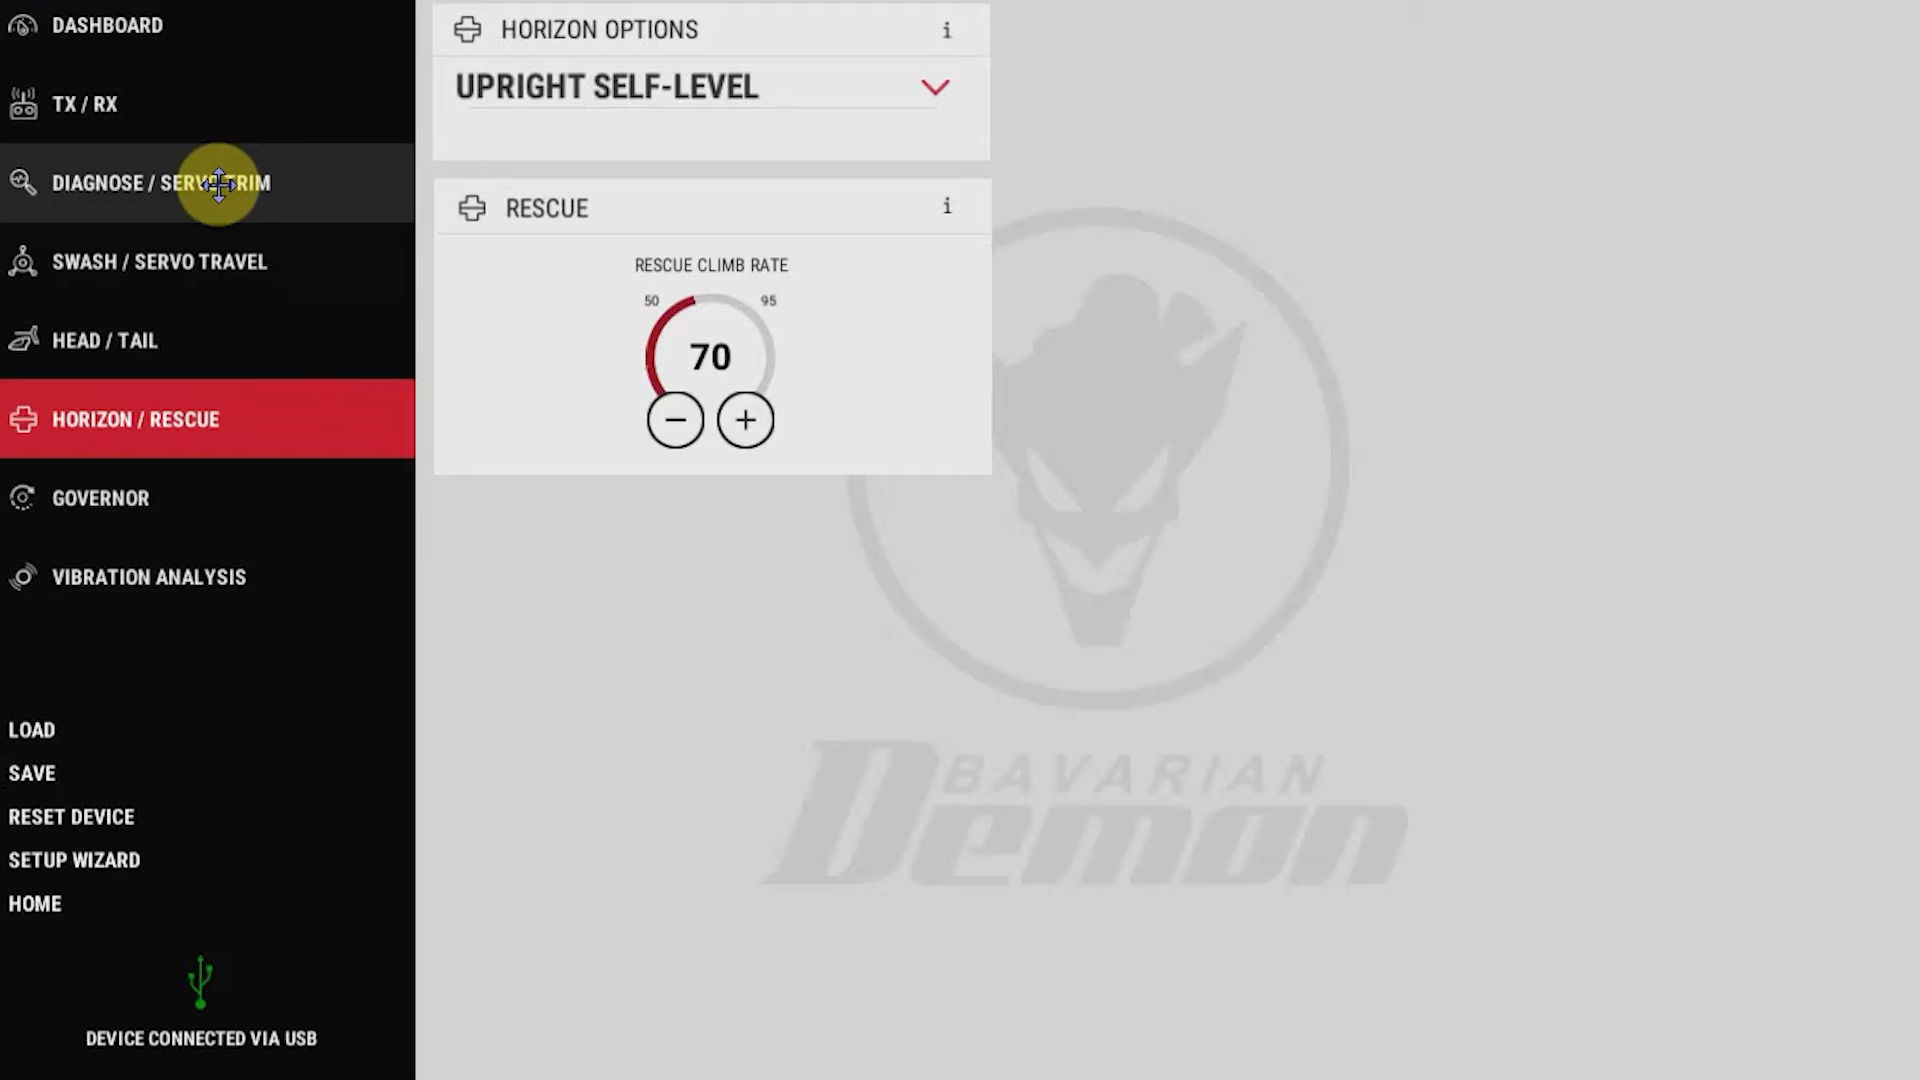 DASHBOARD
TX / RX
DIAGNOSE / SERVO TRIM
SWASH / SERVO TRAVEL
HEAD / TAIL
HORIZON / RESCUE
GOVERNOR
VIBRATION ANALYSIS
LOAD
SAVE
RESET DEVICE
SETUP WIZARD
HOME
DEVICE CONNECTED VIA USB
HORIZON OPTIONS i
UPRIGHT SELF-LEVEL
RESCUE i
RESCUE CLIMB RATE
50 95
70
− +
BAVARIAN
Demon